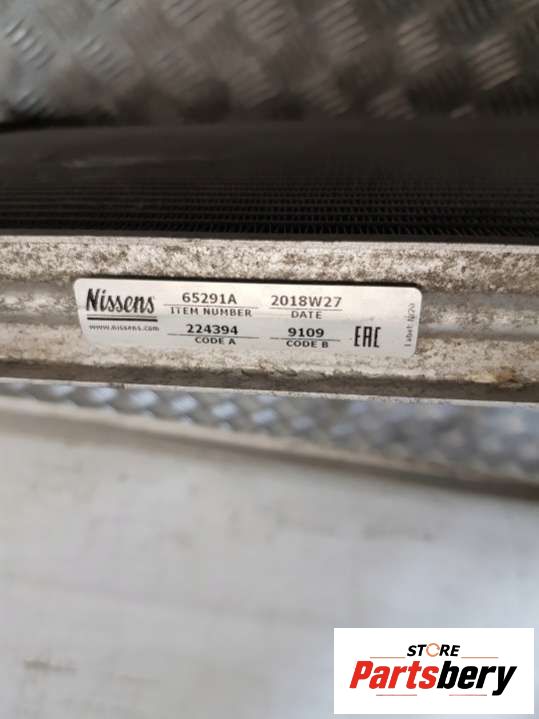 Nissens
www.nissens.com
65291A
ITEM NUMBER
2018W27
DATE
224394
CODE A
9109
CODE B
EAC
STORE
Partsbery